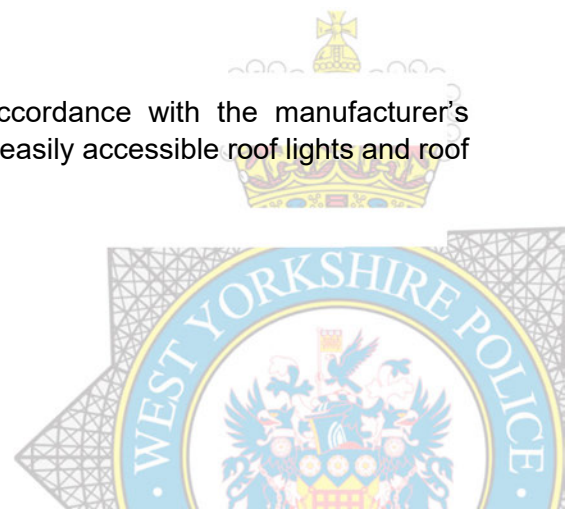 ccordance with the manufacturer’s
easily accessible roof lights and roof
WEST YORKSHIRE POLICE